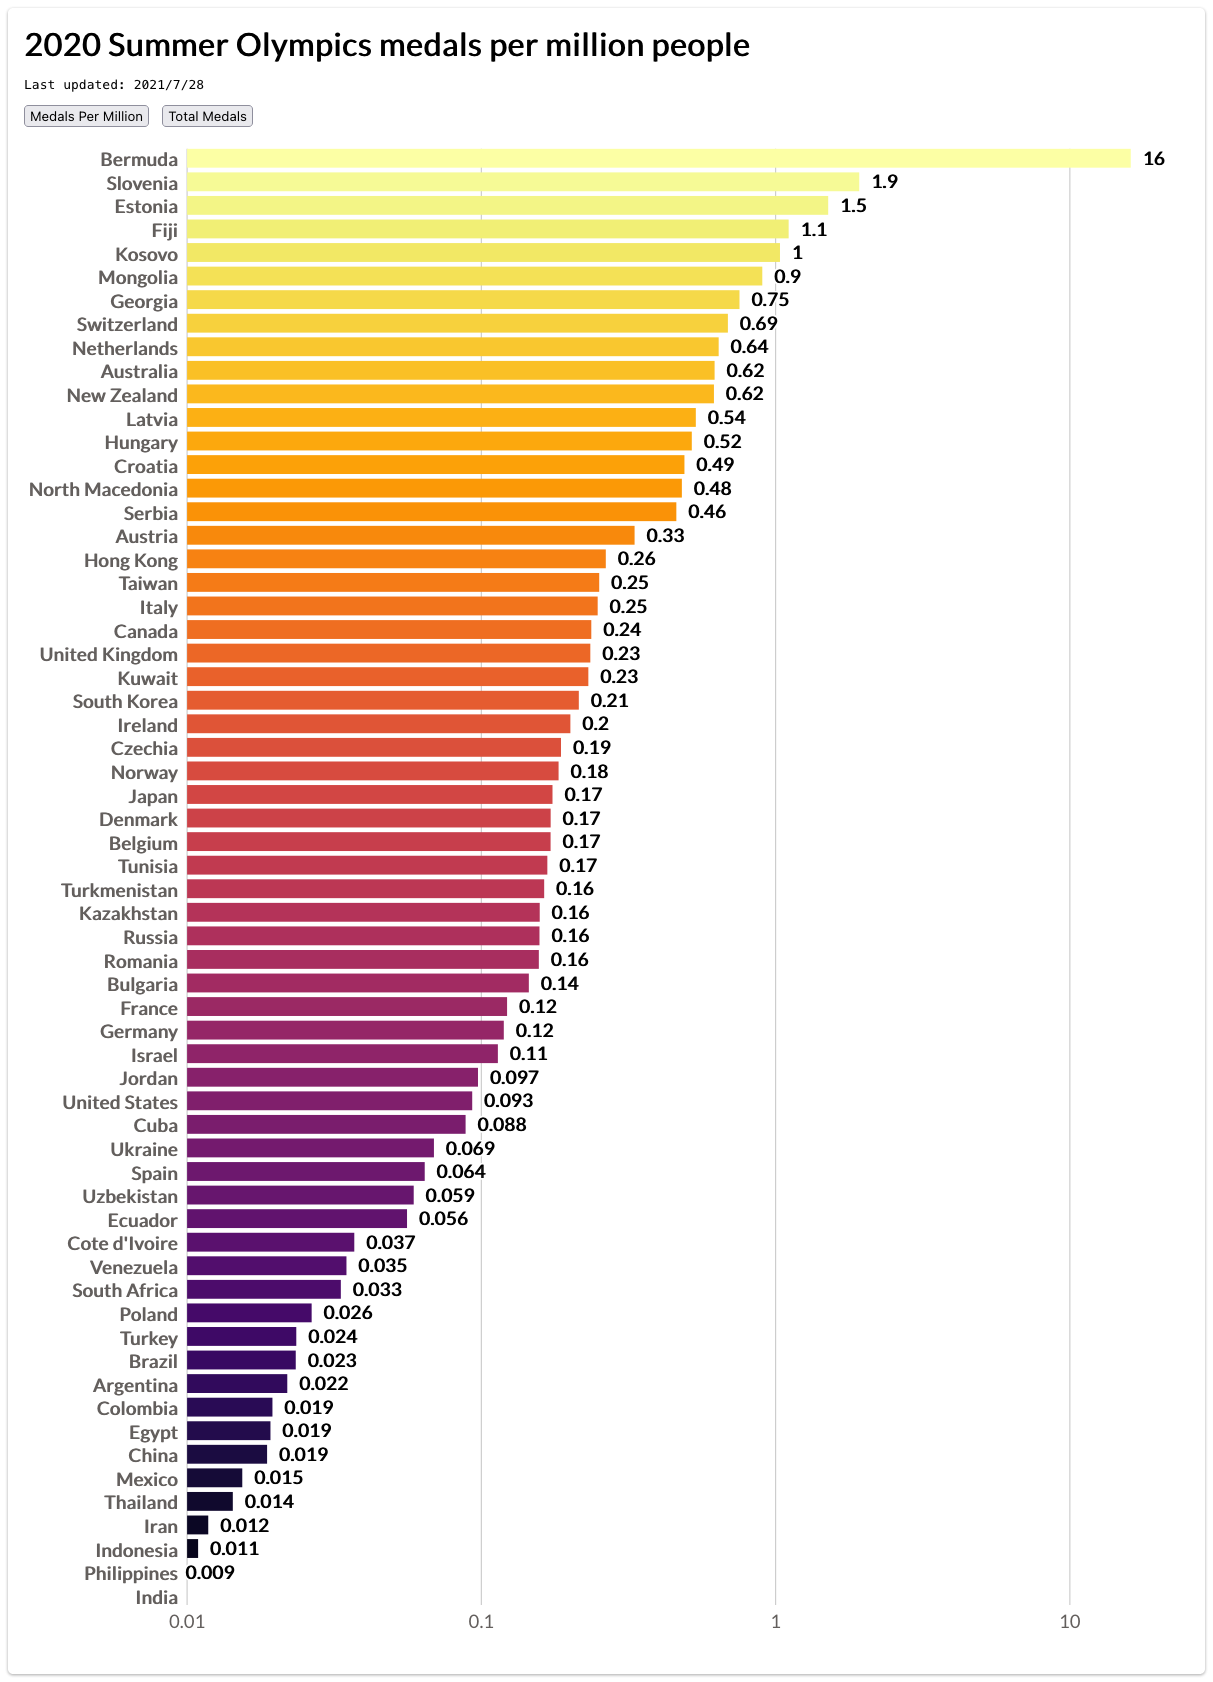 2020 Summer Olympics medals per million people
Last updated: 2021/7/28
Medals Per Million Total Medals
Bermuda 16
Slovenia 1.9
Estonia 1.5
Fiji 1.1
Kosovo 1
Mongolia 0.9
Georgia 0.75
Switzerland 0.69
Netherlands 0.64
Australia 0.62
New Zealand 0.62
Latvia 0.54
Hungary 0.52
Croatia 0.49
North Macedonia 0.48
Serbia 0.46
Austria 0.33
Hong Kong 0.26
Taiwan 0.25
Italy 0.25
Canada 0.24
United Kingdom 0.23
Kuwait 0.23
South Korea 0.21
Ireland 0.2
Czechia 0.19
Norway 0.18
Japan 0.17
Denmark 0.17
Belgium 0.17
Tunisia 0.17
Turkmenistan 0.16
Kazakhstan 0.16
Russia 0.16
Romania 0.16
Bulgaria 0.14
France 0.12
Germany 0.12
Israel 0.11
Jordan 0.097
United States 0.093
Cuba 0.088
Ukraine 0.069
Spain 0.064
Uzbekistan 0.059
Ecuador 0.056
Cote d'Ivoire 0.037
Venezuela 0.035
South Africa 0.033
Poland 0.026
Turkey 0.024
Brazil 0.023
Argentina 0.022
Colombia 0.019
Egypt 0.019
China 0.019
Mexico 0.015
Thailand 0.014
Iran 0.012
Indonesia 0.011
Philippines 0.009
India
0.01 0.1 1 10